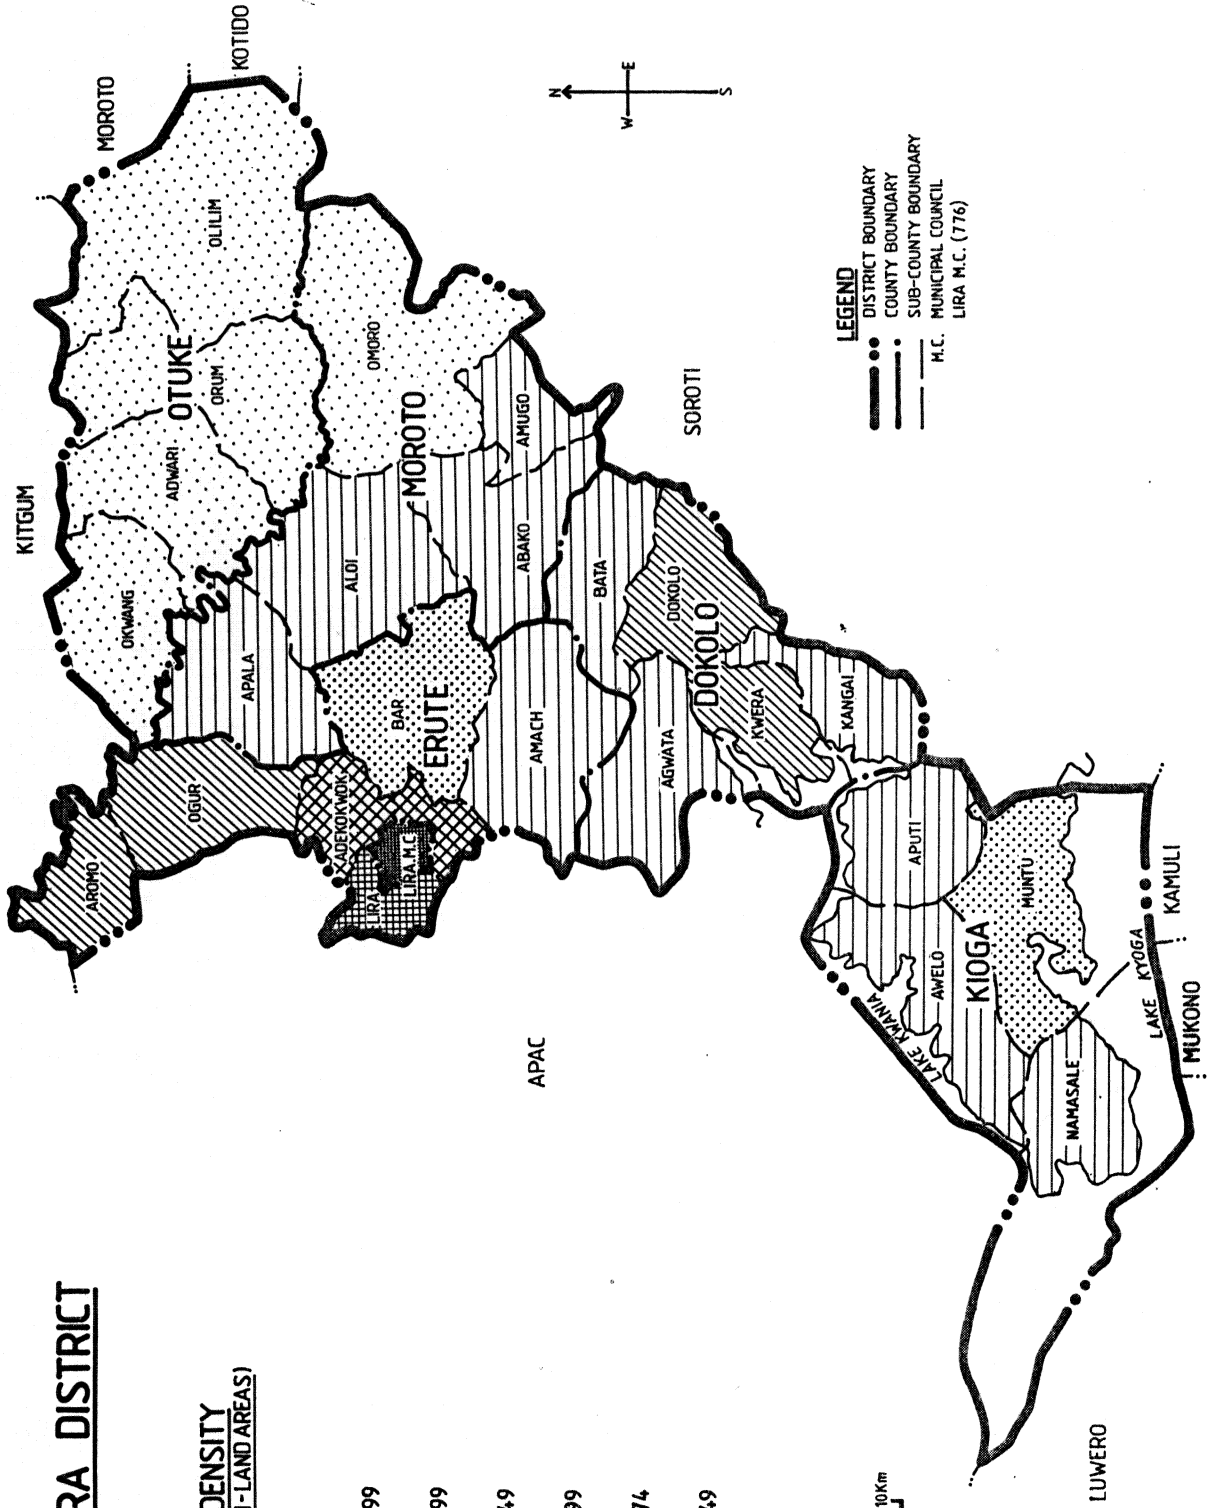 RA DISTRICT
DENSITY
I-LAND AREAS)
99
99
49
99
74
49
10Km
KITGUM
MOROTO
KOTIDO
SOROTI
APAC
LUWERO
MUKONO
KAMULI
OTUKE
OKWANG
ADWARI
ORUM
OLILIM
MOROTO
OMORO
ALOI
APALA
ABAKO
AMUGO
ERUTE
AROMO
OGUR
ADEKOKWOK
LIRA
LIRA.M.C
BAR
AMACH
DOKOLO
BATA
DOKOLO
AGWATA
KWERA
KANGAI
KIOGA
APUTI
AWELO
MUNTU
NAMASALE
LAKE KWANIA
LAKE KYOGA
N
W
E
S
LEGEND
DISTRICT BOUNDARY
COUNTY BOUNDARY
SUB-COUNTY BOUNDARY
M.C. MUNICIPAL COUNCIL
LIRA M.C. (776)